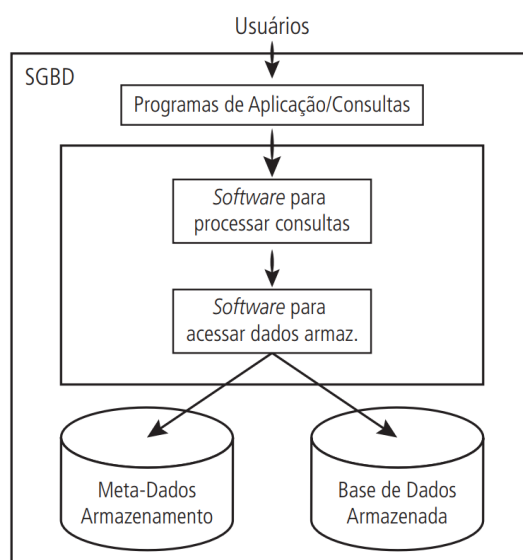 Usuários
SGBD
Programas de Aplicação/Consultas
Software para
processar consultas
Software para
acessar dados armaz.
Meta-Dados
Armazenamento
Base de Dados
Armazenada